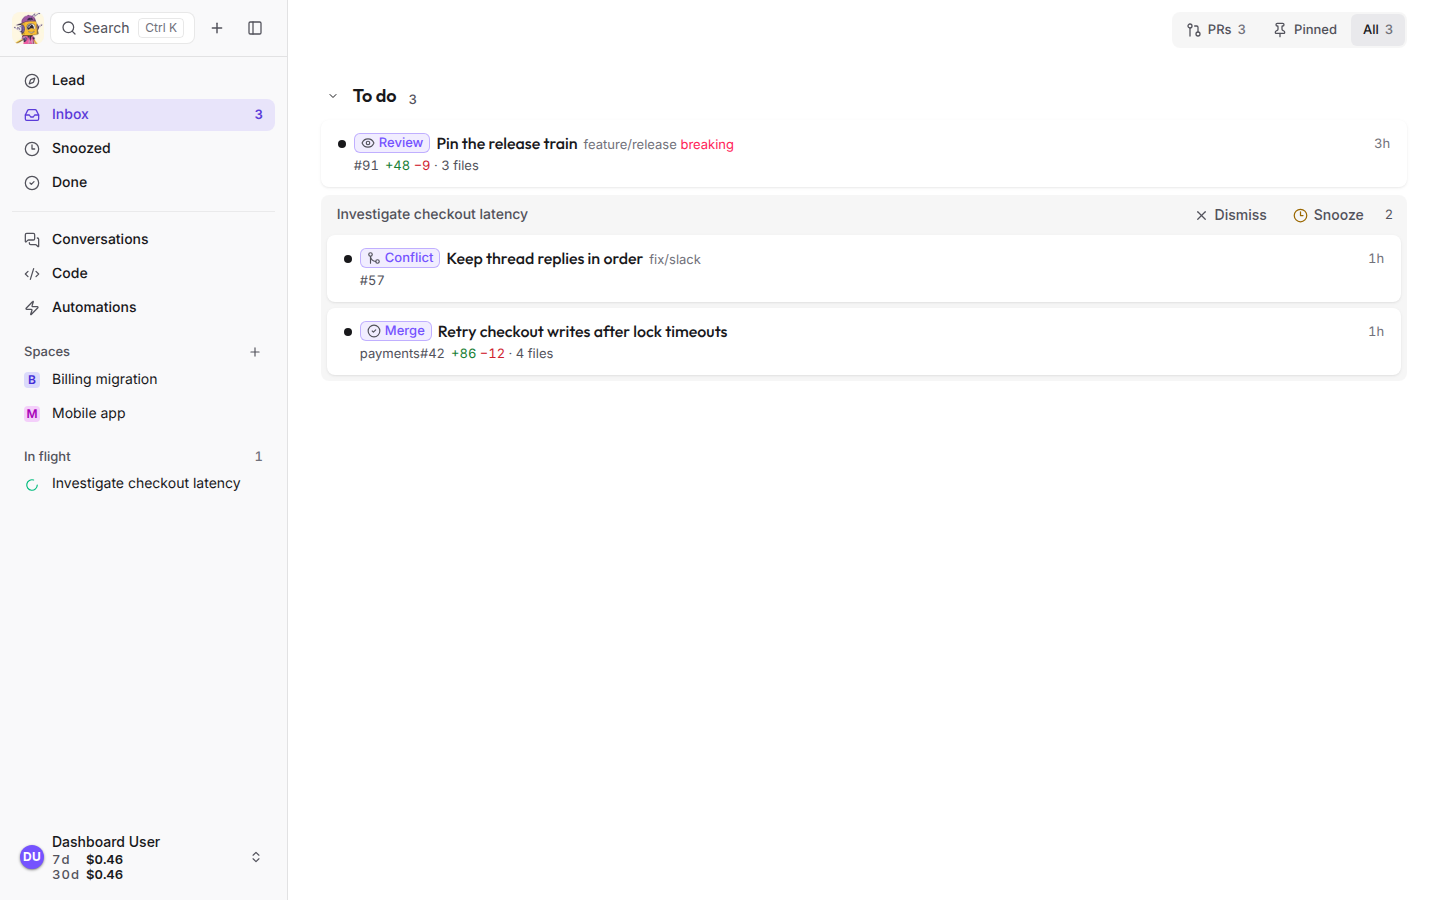 Search Ctrl K
PRs 3 Pinned All 3
Lead
Inbox 3
Snoozed
Done
Conversations
Code
Automations
Spaces
B Billing migration
M Mobile app
In flight 1
Investigate checkout latency
DU Dashboard User
7d $0.46
30d $0.46
To do 3
Review Pin the release train feature/release breaking 3h
#91 +48 −9 · 3 files
Investigate checkout latency Dismiss Snooze 2
Conflict Keep thread replies in order fix/slack 1h
#57
Merge Retry checkout writes after lock timeouts 1h
payments#42 +86 −12 · 4 files